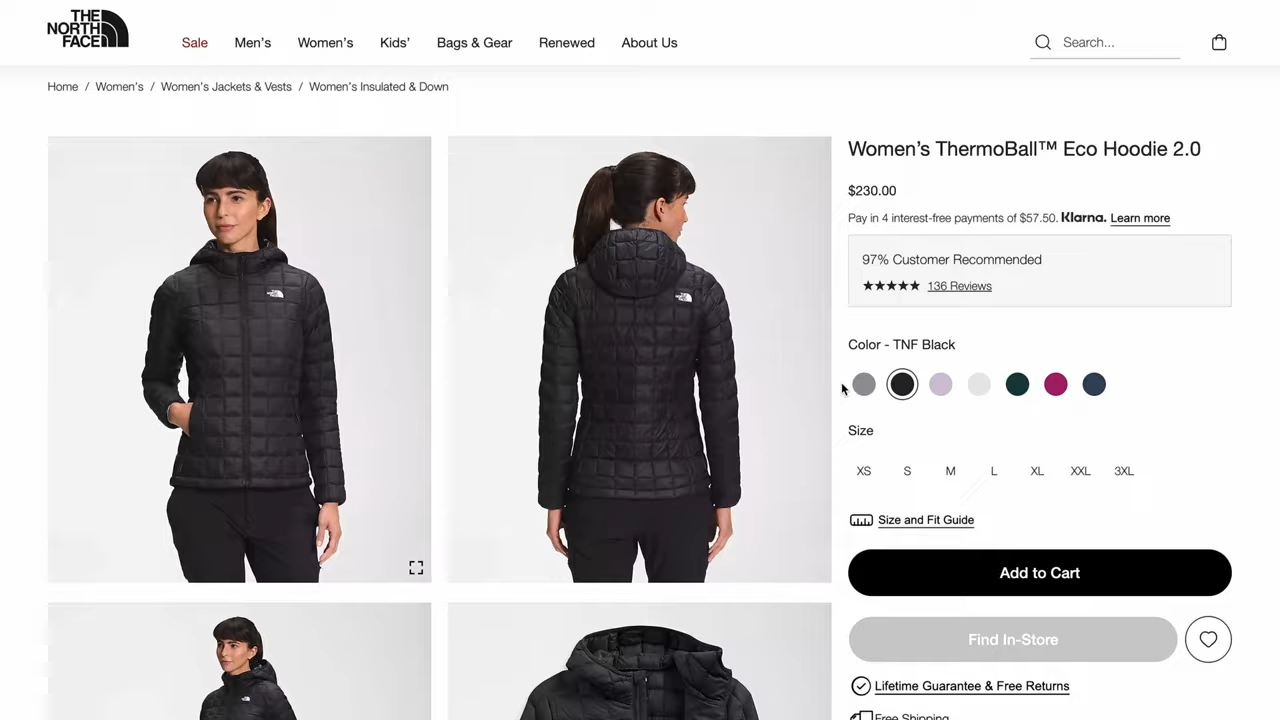 THE
NORTH
FACE
Sale Men's Women's Kids' Bags & Gear Renewed About Us
Search...
Home / Women's / Women's Jackets & Vests / Women's Insulated & Down
Women's ThermoBall™ Eco Hoodie 2.0
$230.00
Pay in 4 interest-free payments of $57.50. Klarna. Learn more
97% Customer Recommended
★★★★★ 136 Reviews
Color - TNF Black
Size
XS S M L XL XXL 3XL
Size and Fit Guide
Add to Cart
Find In-Store
Lifetime Guarantee & Free Returns
Free Shipping